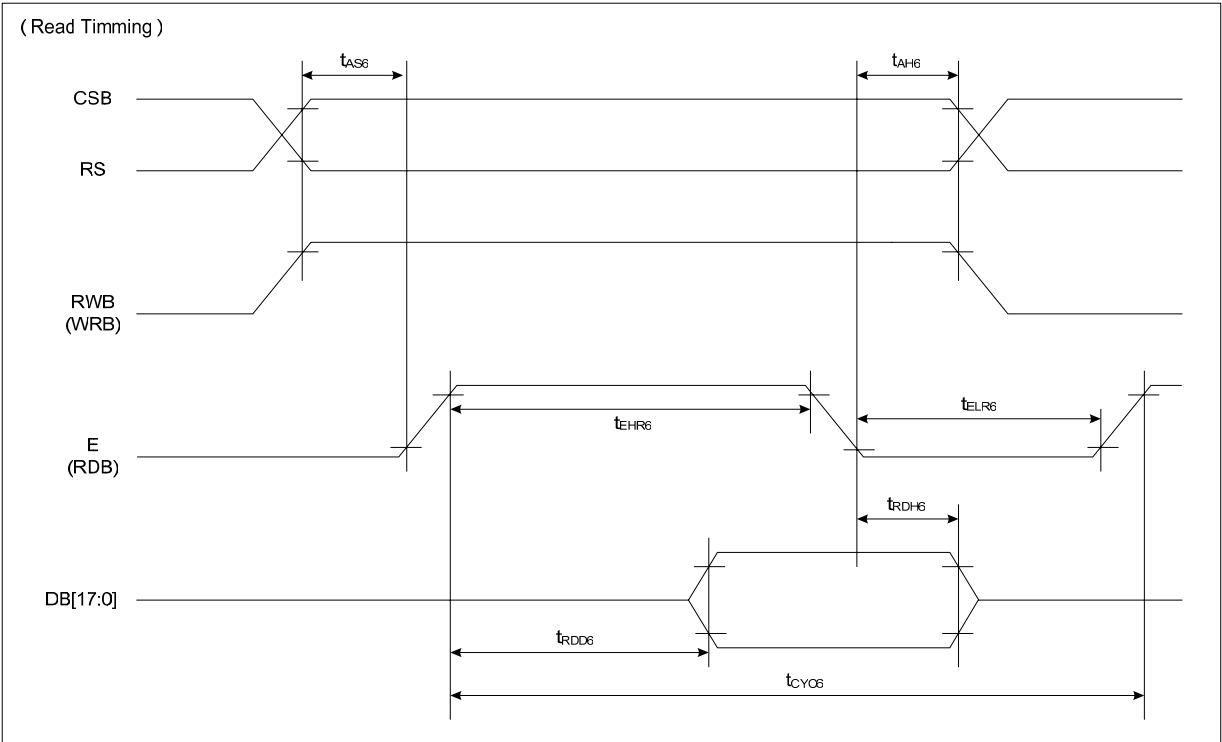 ( Read Timming )
tAS6
tAH6
CSB
RS
RWB
(WRB)
E
(RDB)
tEHR6
tELR6
tRDH6
DB[17:0]
tRDD6
tCYC6